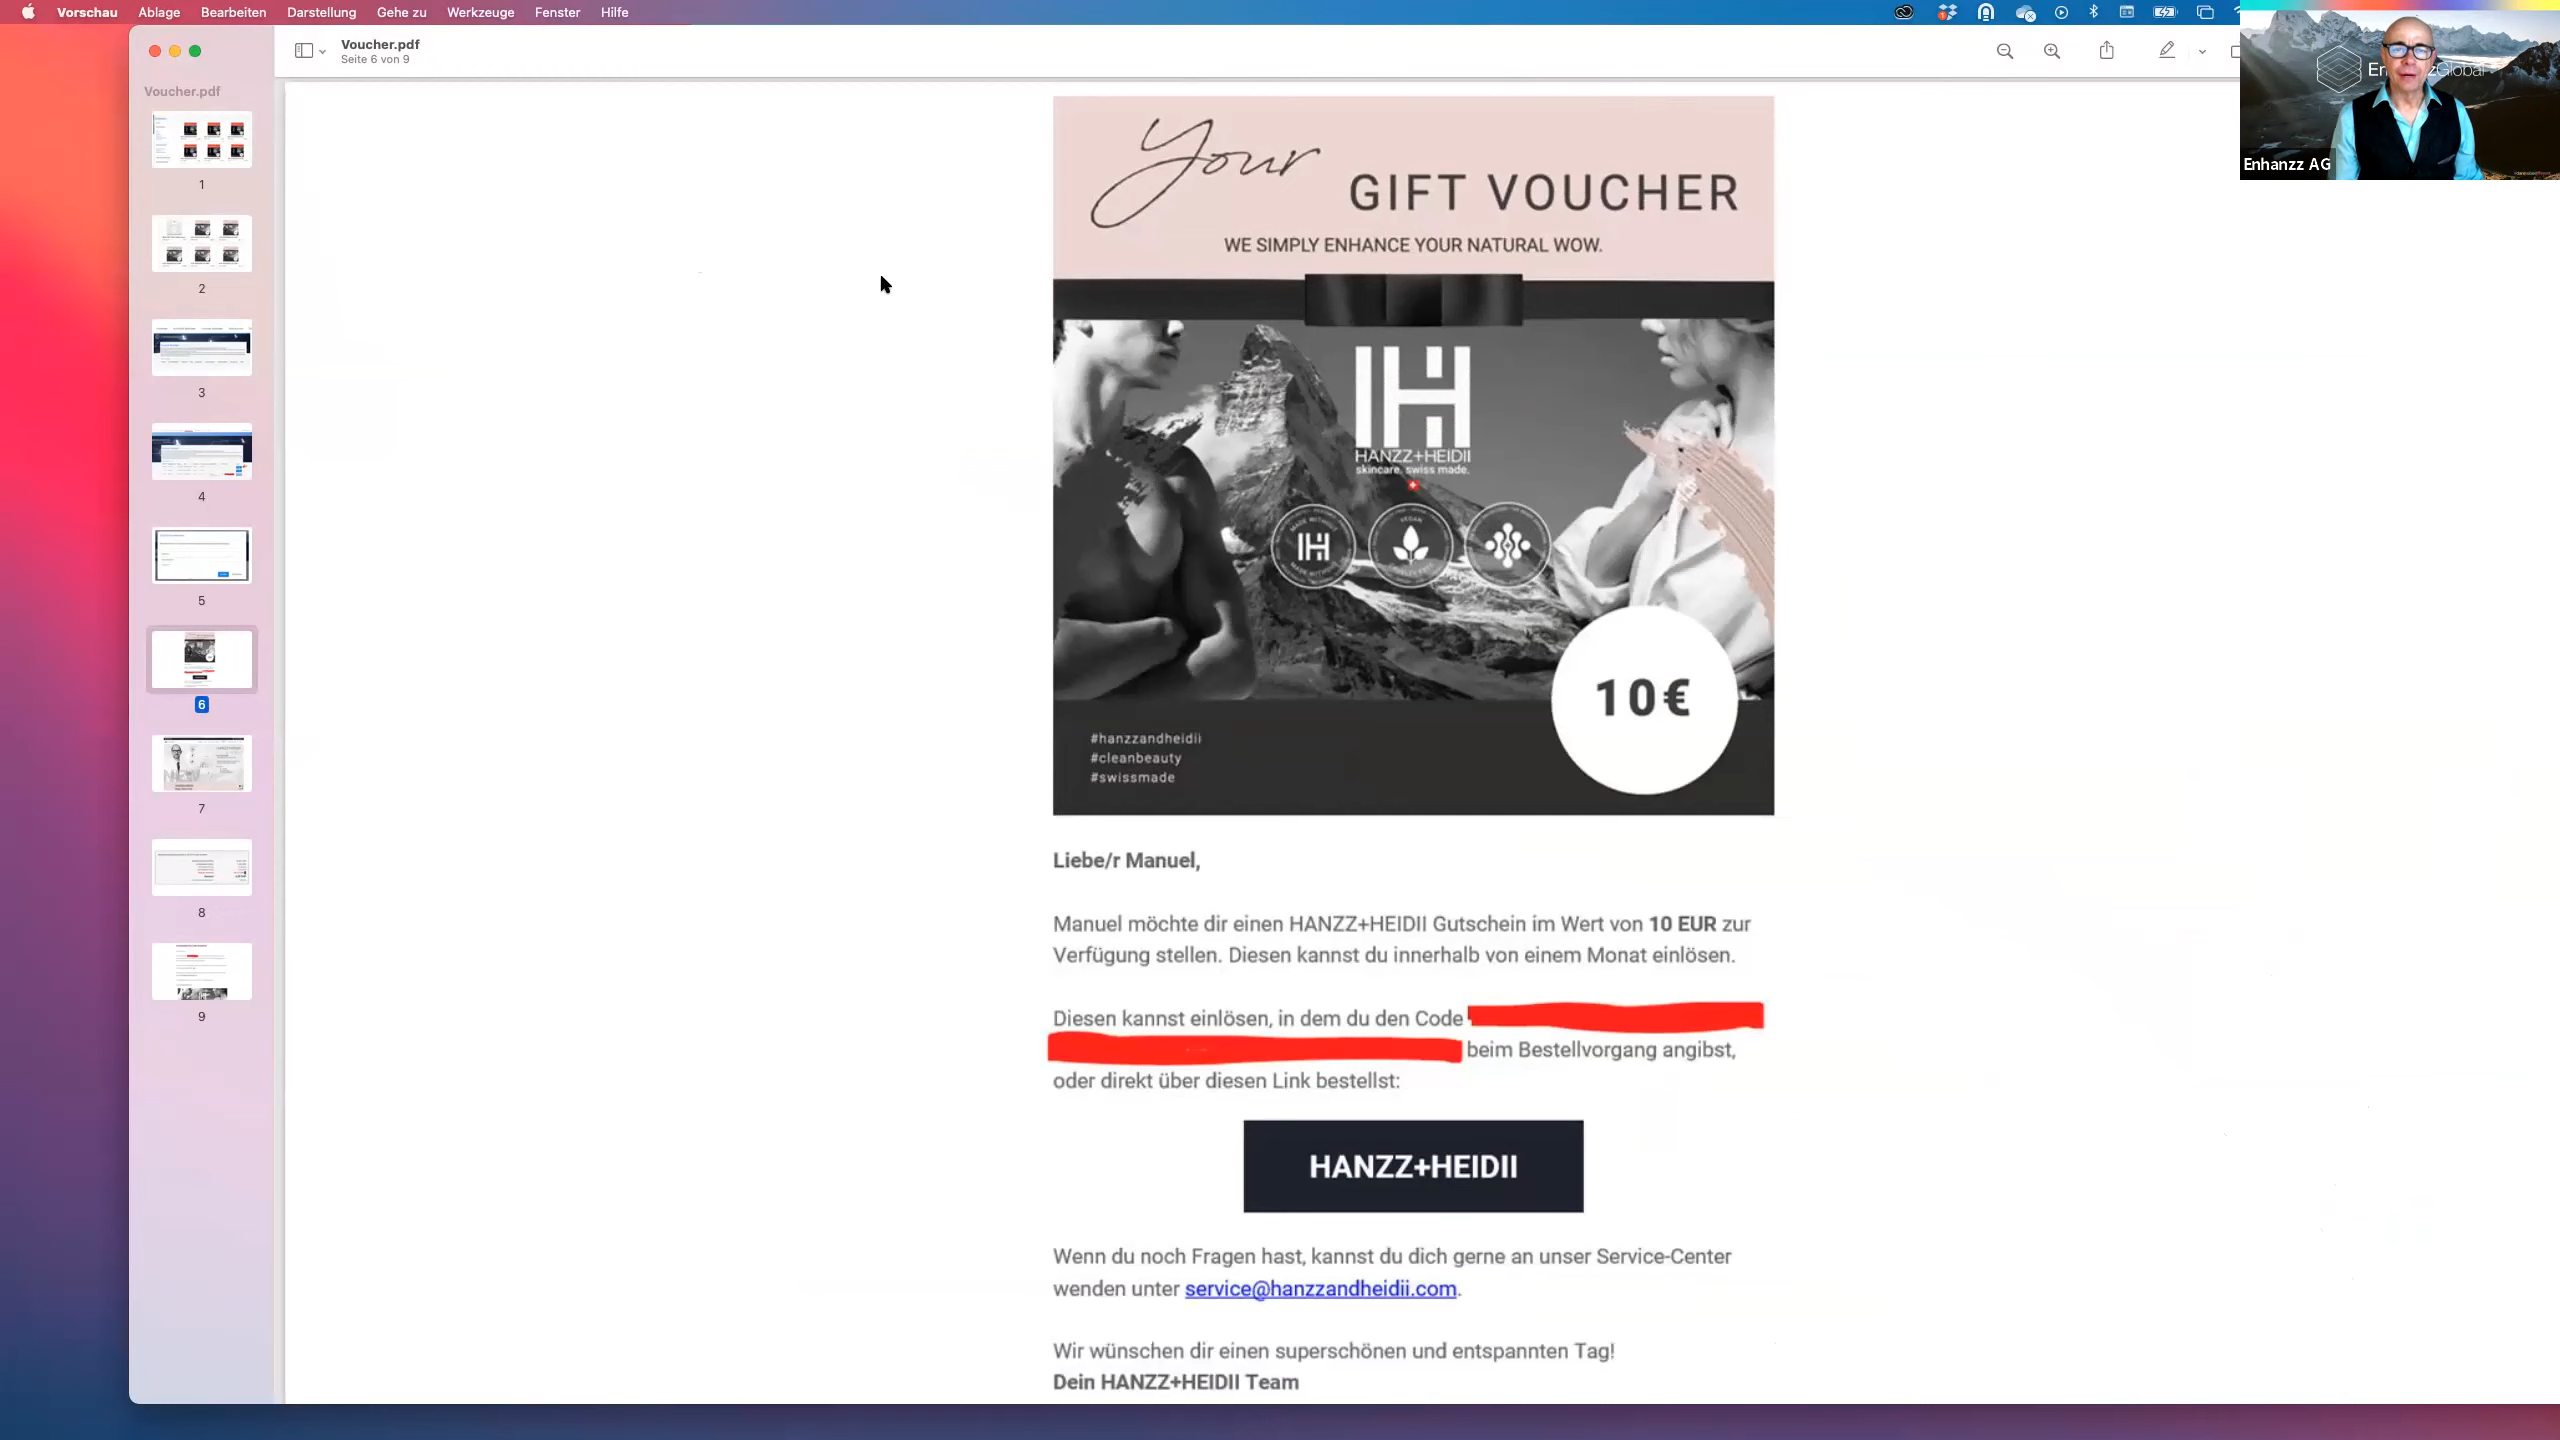 Vorschau Ablage Bearbeiten Darstellung Gehe zu Werkzeuge Fenster Hilfe
Voucher.pdf
Seite 6 von 9
Enhanzz AG
Voucher.pdf
1
2
3
4
5
6
7
8
9
Your
GIFT VOUCHER
WE SIMPLY ENHANCE YOUR NATURAL WOW.
HANZZ+HEIDII
skincare. swiss made.
MADE WITHOUT
VEGAN
10€
#hanzzandheidii
#cleanbeauty
#swissmade
Liebe/r Manuel,
Manuel möchte dir einen HANZZ+HEIDII Gutschein im Wert von 10 EUR zur
Verfügung stellen. Diesen kannst du innerhalb von einem Monat einlösen.
Diesen kannst einlösen, in dem du den Code
beim Bestellvorgang angibst,
oder direkt über diesen Link bestellst:
HANZZ+HEIDII
Wenn du noch Fragen hast, kannst du dich gerne an unser Service-Center
wenden unter service@hanzzandheidii.com.
Wir wünschen dir einen superschönen und entspannten Tag!
Dein HANZZ+HEIDII Team